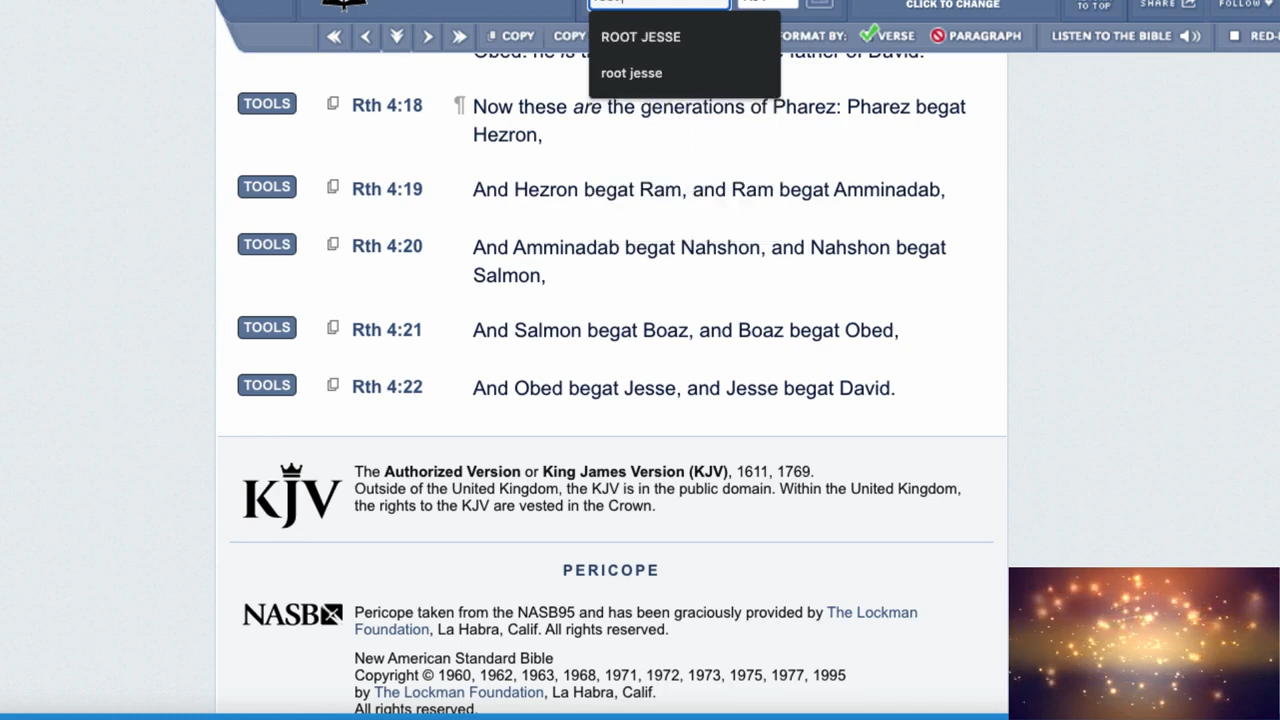 CLICK TO CHANGE
TO TOP
SHARE
FOLLOW
COPY
COPY
ROOT JESSE
root jesse
FORMAT BY:
VERSE
PARAGRAPH
LISTEN TO THE BIBLE
RED-
of David.
TOOLS Rth 4:18 ¶ Now these are the generations of Pharez: Pharez begat
Hezron,
TOOLS Rth 4:19 And Hezron begat Ram, and Ram begat Amminadab,
TOOLS Rth 4:20 And Amminadab begat Nahshon, and Nahshon begat
Salmon,
TOOLS Rth 4:21 And Salmon begat Boaz, and Boaz begat Obed,
TOOLS Rth 4:22 And Obed begat Jesse, and Jesse begat David.
KJV
The Authorized Version or King James Version (KJV), 1611, 1769.
Outside of the United Kingdom, the KJV is in the public domain. Within the United Kingdom,
the rights to the KJV are vested in the Crown.
PERICOPE
NASB
Pericope taken from the NASB95 and has been graciously provided by The Lockman
Foundation, La Habra, Calif. All rights reserved.
New American Standard Bible
Copyright © 1960, 1962, 1963, 1968, 1971, 1972, 1973, 1975, 1977, 1995
by The Lockman Foundation, La Habra, Calif.
All rights reserved.